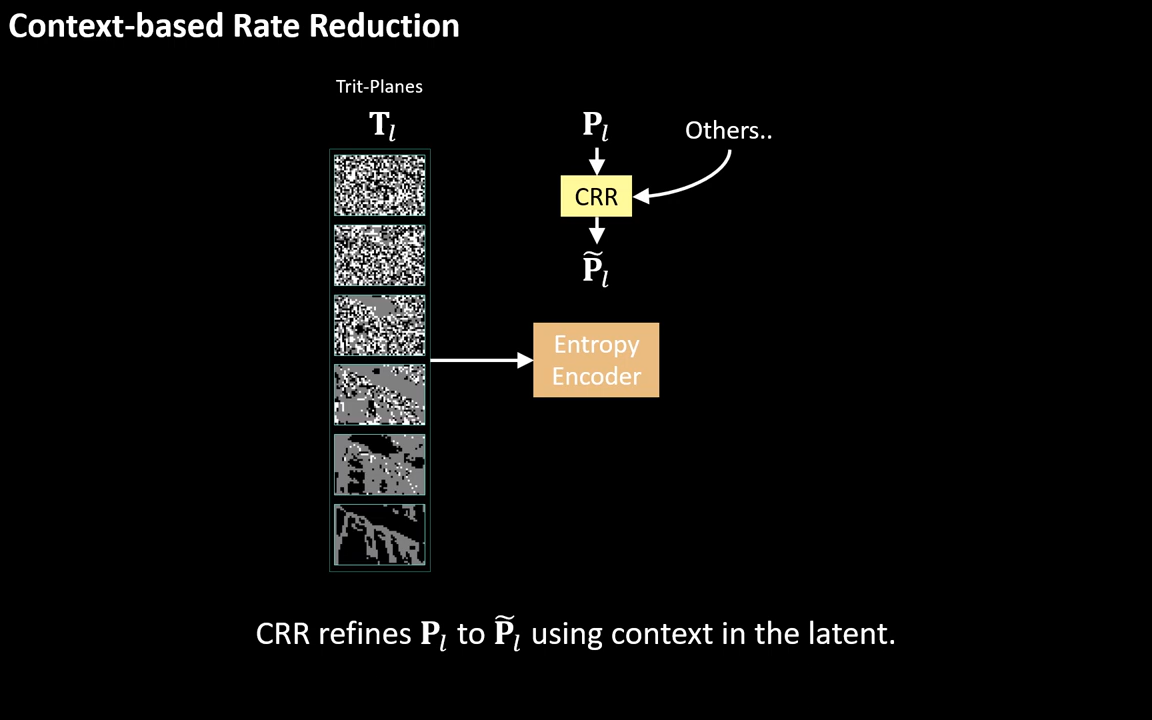 Context-based Rate Reduction
Trit-Planes
T_l
P_l
Others..
CRR
P̃_l
Entropy
Encoder
CRR refines P_l to P̃_l using context in the latent.